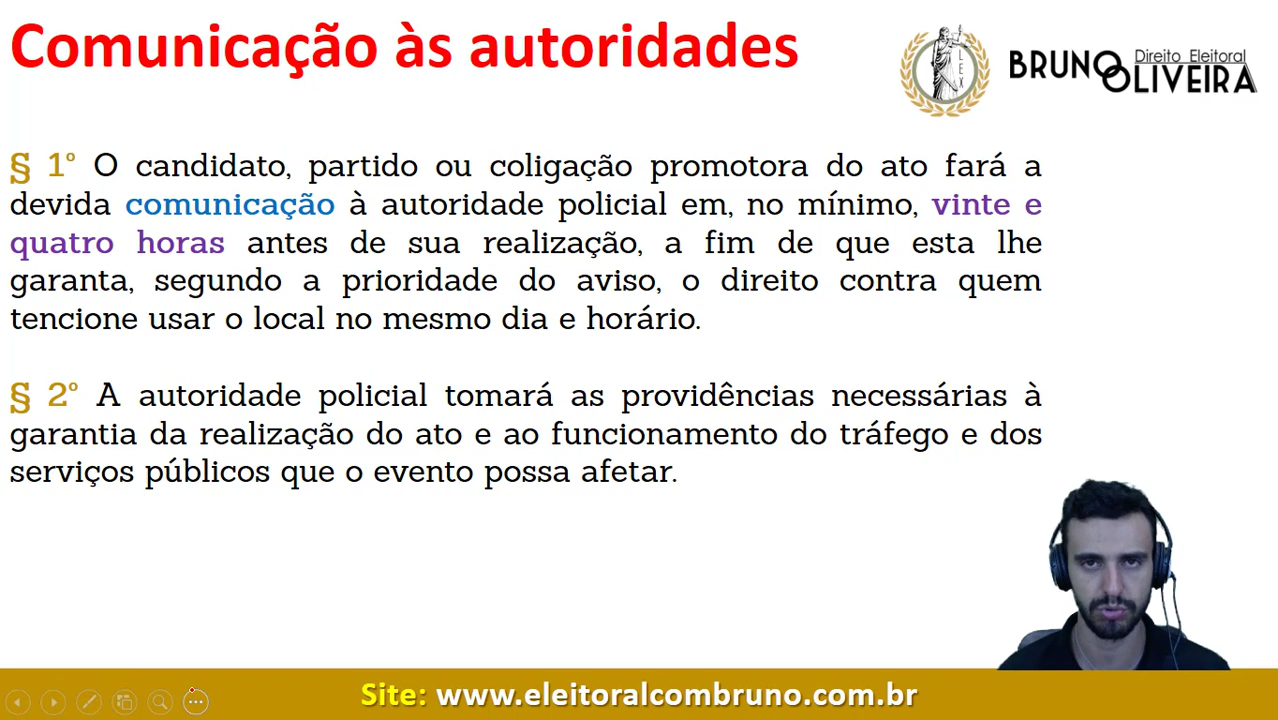 Comunicação às autoridades
LEX
BRUNO OLIVEIRA
Direito Eleitoral
§ 1º O candidato, partido ou coligação promotora do ato fará a
devida comunicação à autoridade policial em, no mínimo, vinte e
quatro horas antes de sua realização, a fim de que esta lhe
garanta, segundo a prioridade do aviso, o direito contra quem
tencione usar o local no mesmo dia e horário.
§ 2º A autoridade policial tomará as providências necessárias à
garantia da realização do ato e ao funcionamento do tráfego e dos
serviços públicos que o evento possa afetar.
Site: www.eleitoralcombruno.com.br